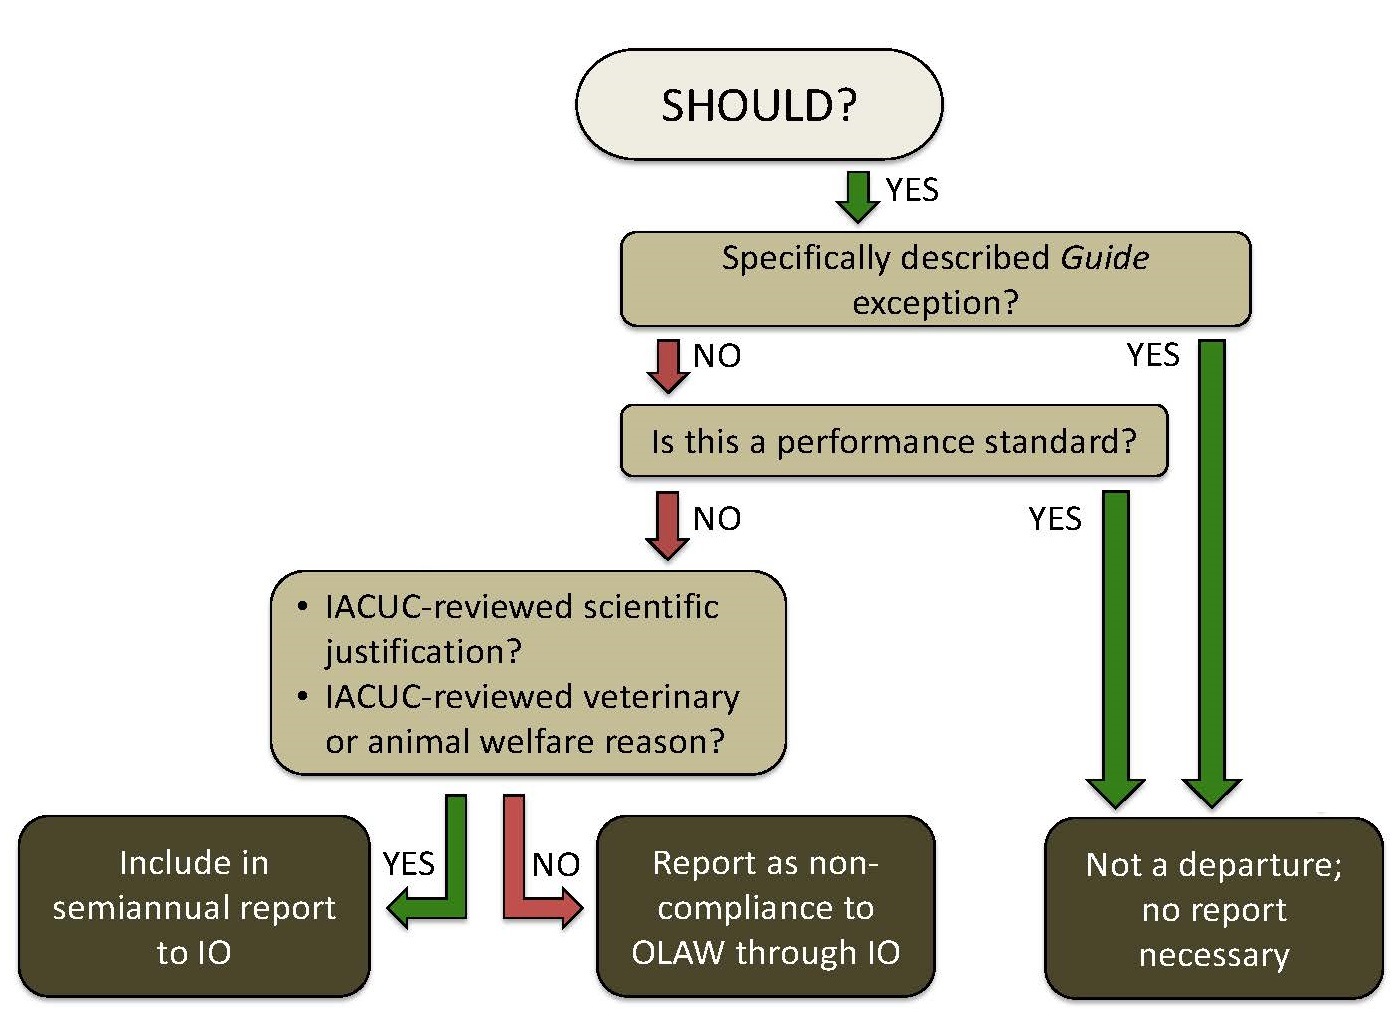 SHOULD?
YES
Specifically described Guide
exception?
NO
YES
Is this a performance standard?
NO
YES
• IACUC-reviewed scientific
justification?
• IACUC-reviewed veterinary
or animal welfare reason?
YES
NO
Include in
semiannual report
to IO
Report as non-
compliance to
OLAW through IO
Not a departure;
no report
necessary